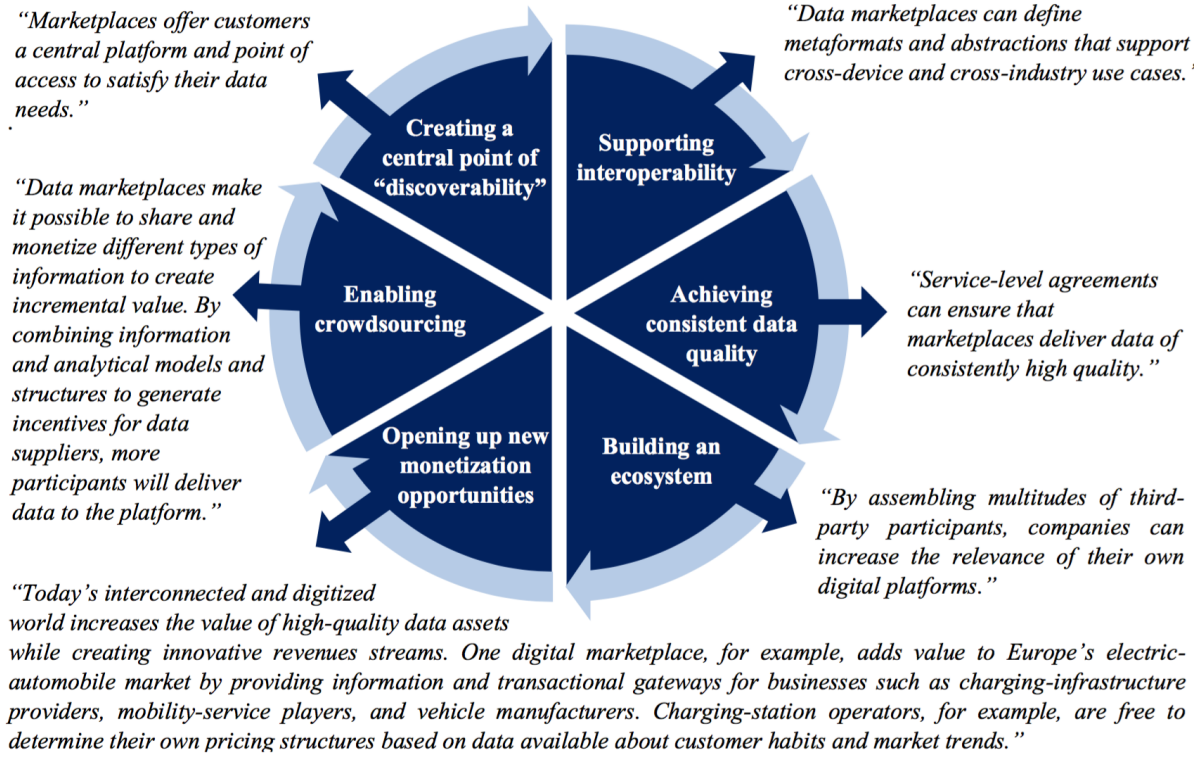 “Marketplaces offer customers
a central platform and point of
access to satisfy their data
needs.”
.
“Data marketplaces can define
metaformats and abstractions that support
cross-device and cross-industry use cases.”
Creating a
central point of
“discoverability”
Supporting
interoperability
“Data marketplaces make
it possible to share and
monetize different types of
information to create
incremental value. By
combining information
and analytical models and
structures to generate
incentives for data
suppliers, more
participants will deliver
data to the platform.”
Enabling
crowdsourcing
Achieving
consistent data
quality
“Service-level agreements
can ensure that
marketplaces deliver data of
consistently high quality.”
Opening up new
monetization
opportunities
Building an
ecosystem
“By assembling multitudes of third-
party participants, companies can
increase the relevance of their own
digital platforms.”
“Today’s interconnected and digitized
world increases the value of high-quality data assets
while creating innovative revenues streams. One digital marketplace, for example, adds value to Europe’s electric-
automobile market by providing information and transactional gateways for businesses such as charging-infrastructure
providers, mobility-service players, and vehicle manufacturers. Charging-station operators, for example, are free to
determine their own pricing structures based on data available about customer habits and market trends.”